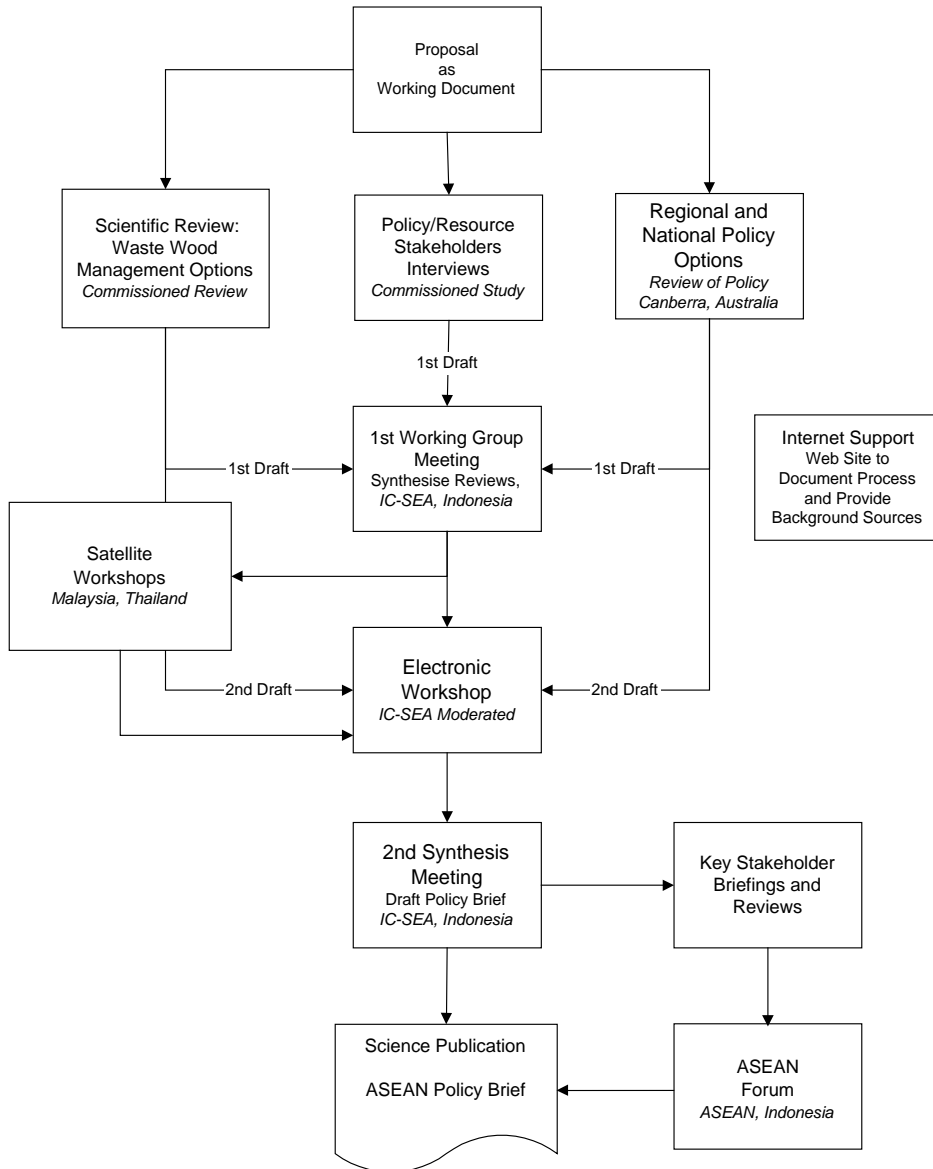 Proposal
as
Working Document
Scientific Review:
Waste Wood
Management Options
Commissioned Review
Policy/Resource
Stakeholders
Interviews
Commissioned Study
Regional and
National Policy
Options
Review of Policy
Canberra, Australia
1st Draft
1st Working Group
Meeting
Synthesise Reviews,
IC-SEA, Indonesia
1st Draft
1st Draft
Internet Support
Web Site to
Document Process
and Provide
Background Sources
Satellite
Workshops
Malaysia, Thailand
Electronic
Workshop
IC-SEA Moderated
2nd Draft
2nd Draft
2nd Synthesis
Meeting
Draft Policy Brief
IC-SEA, Indonesia
Key Stakeholder
Briefings and
Reviews
Science Publication
ASEAN Policy Brief
ASEAN
Forum
ASEAN, Indonesia